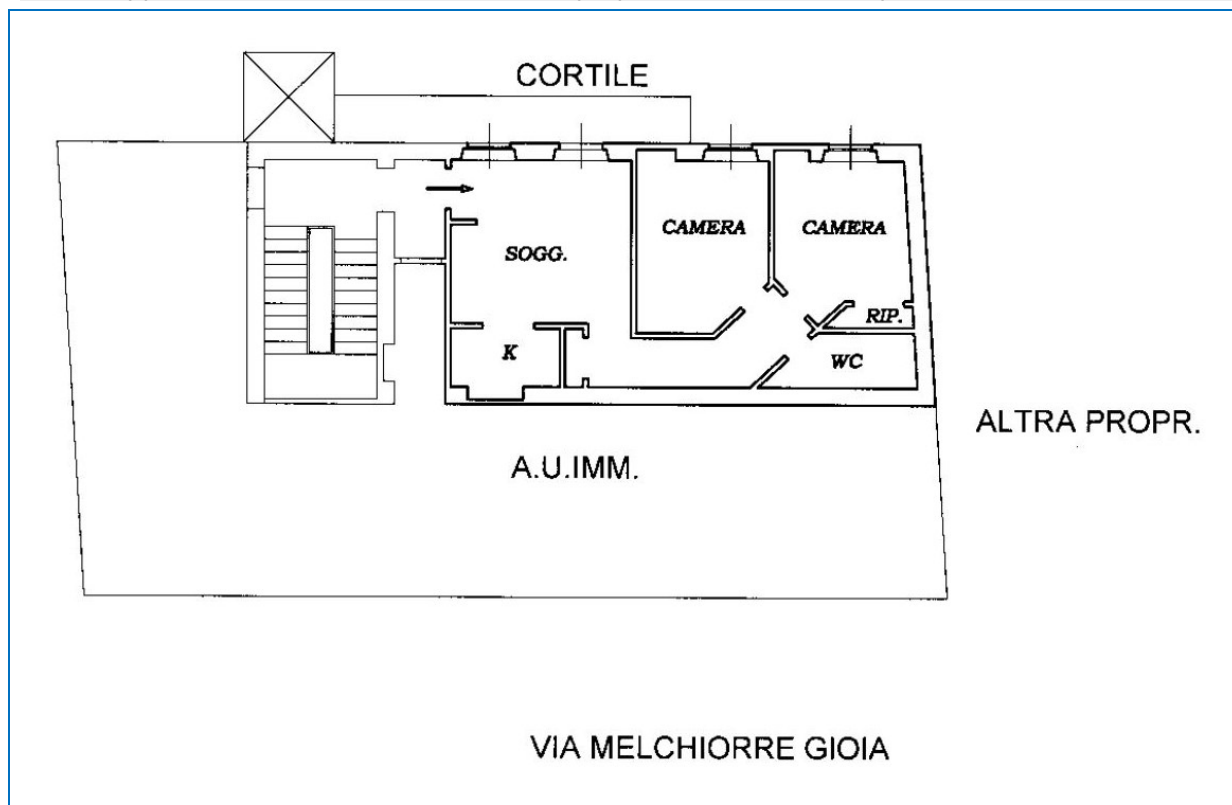 CORTILE
CAMERA
CAMERA
SOGG.
RIP.
K
WC
ALTRA PROPR.
A.U.IMM.
VIA MELCHIORRE GIOIA